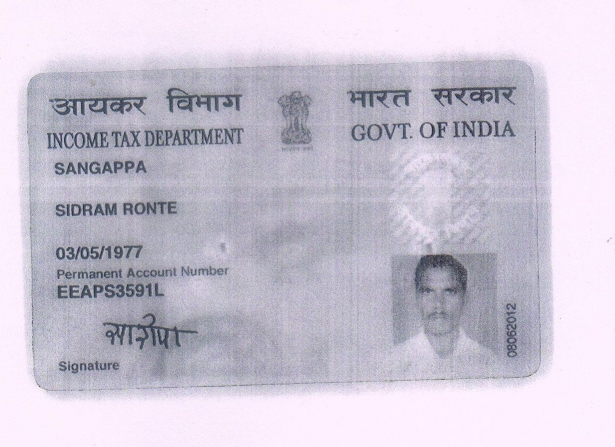 आयकर विभाग
INCOME TAX DEPARTMENT
भारत सरकार
GOVT. OF INDIA
SANGAPPA
SIDRAM RONTE
03/05/1977
Permanent Account Number
EEAPS3591L
Signature
08062012